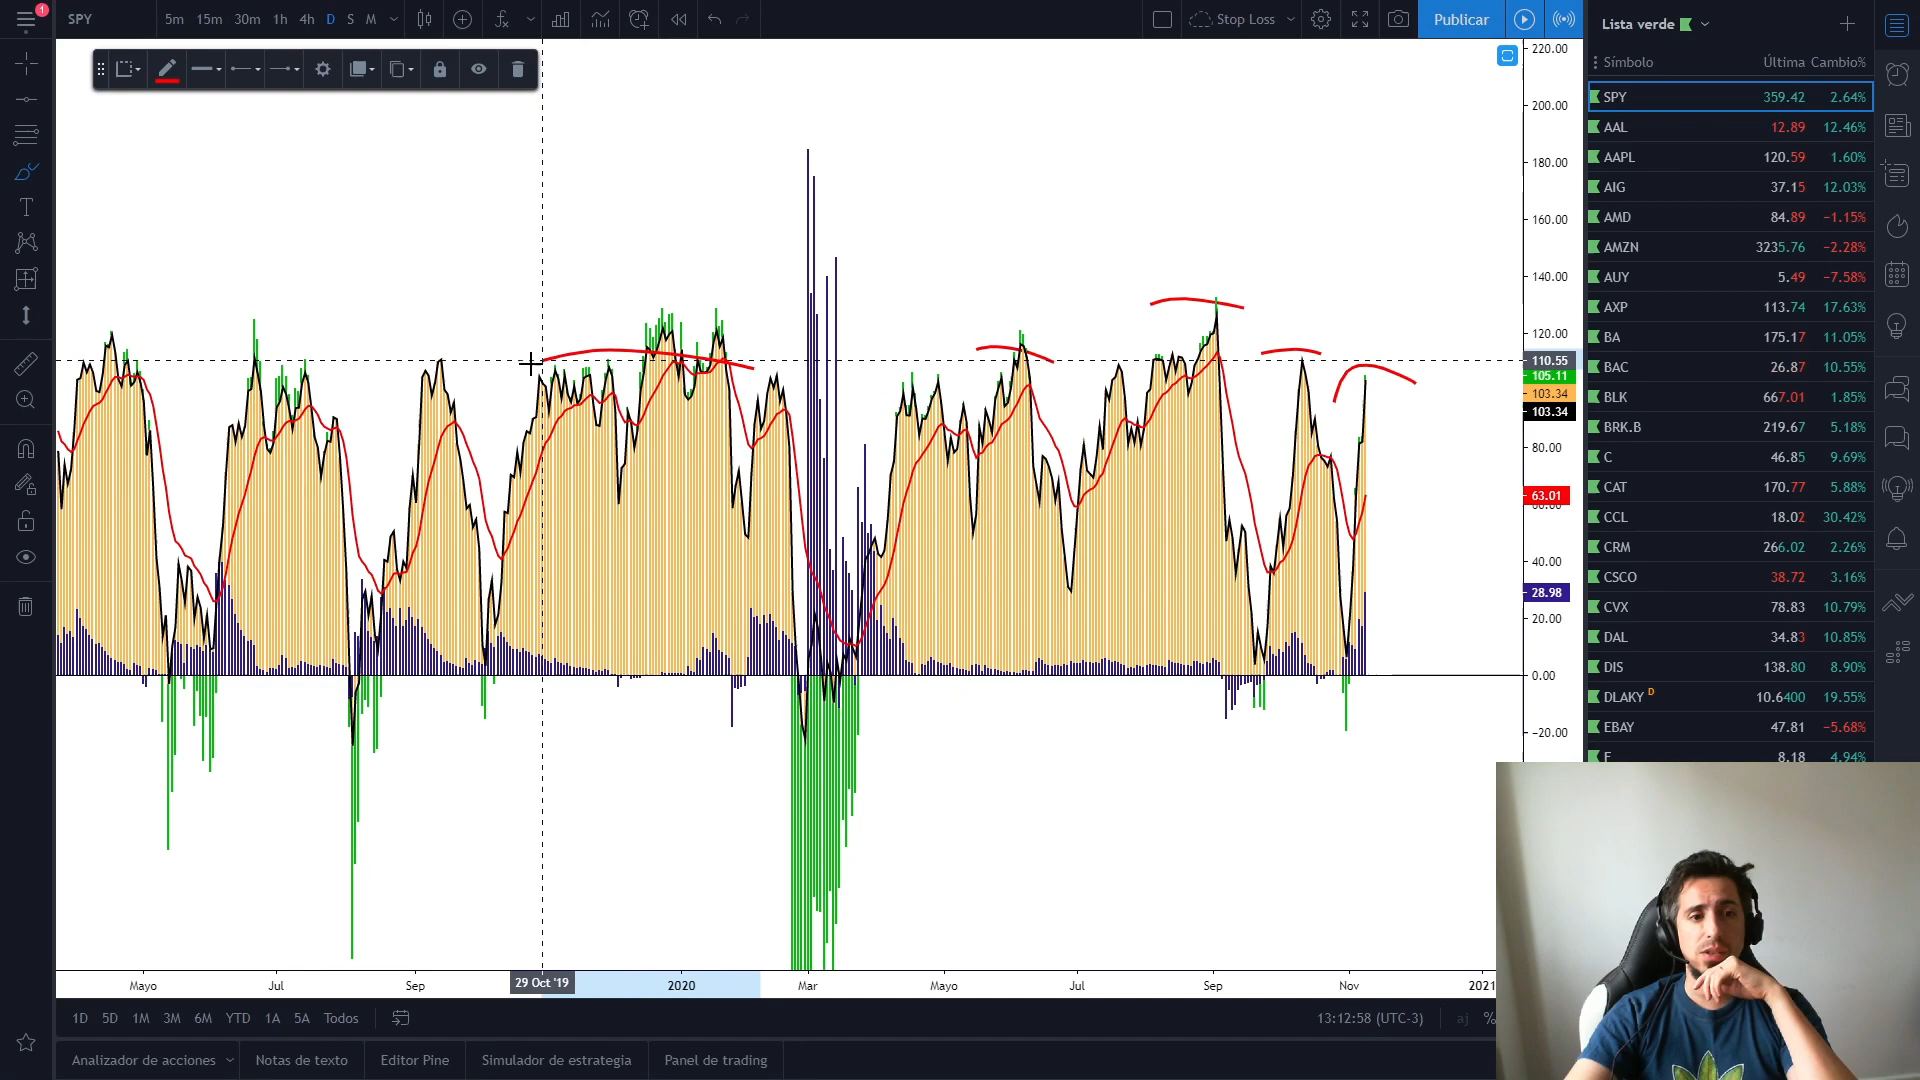 1
SPY 5m 15m 30m 1h 4h D S M Stop Loss Publicar
Lista verde
Símbolo Última Cambio%
SPY 359.42 2.64%
AAL 12.89 12.46%
AAPL 120.59 1.60%
AIG 37.15 12.03%
AMD 84.89 −1.15%
AMZN 3235.76 −2.28%
AUY 5.49 −7.58%
AXP 113.74 17.63%
BA 175.17 11.05%
BAC 26.87 10.55%
BLK 667.01 1.85%
BRK.B 219.67 5.18%
C 46.85 9.69%
CAT 170.77 5.88%
CCL 18.02 30.42%
CRM 266.02 2.26%
CSCO 38.72 3.16%
CVX 78.83 10.79%
DAL 34.83 10.85%
DIS 138.80 8.90%
DLAKY D 10.6400 19.55%
EBAY 47.81 −5.68%
F 8.18 4.94%
220.00
200.00
180.00
160.00
140.00
120.00
110.55
105.11
103.34
103.34
80.00
63.01
60.00
40.00
28.98
20.00
0.00
−20.00
Mayo Jul Sep 29 Oct '19 2020 Mar Mayo Jul Sep Nov 2021
1D 5D 1M 3M 6M YTD 1A 5A Todos 13:12:58 (UTC-3) aj %
Analizador de acciones Notas de texto Editor Pine Simulador de estrategia Panel de trading